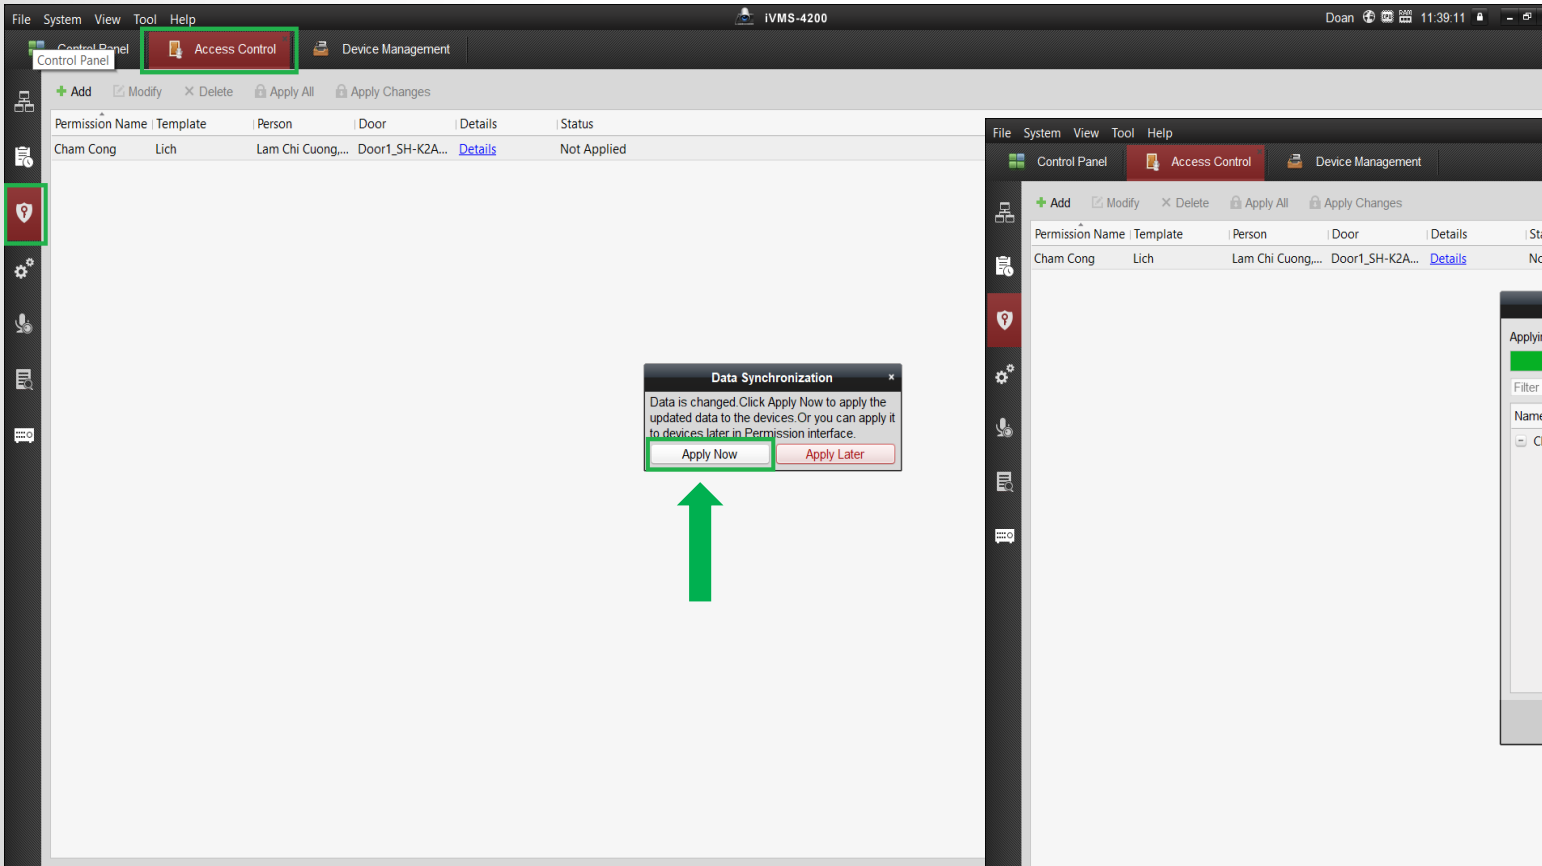 File System View Tool Help
iVMS-4200
Doan RAM 11:39:11
Control Panel Access Control Device Management
Control Panel
Add Modify Delete Apply All Apply Changes
Permission Name Template Person Door Details Status
Cham Cong Lich Lam Chi Cuong,... Door1_SH-K2A... Details Not Applied
Data Synchronization
Data is changed.Click Apply Now to apply the
updated data to the devices.Or you can apply it
to devices later in Permission interface.
Apply Now Apply Later
File System View Tool Help
Control Panel Access Control Device Management
Add Modify Delete Apply All Apply Changes
Permission Name Template Person Door Details
Cham Cong Lich Lam Chi Cuong,... Door1_SH-K2A... Details
Filter